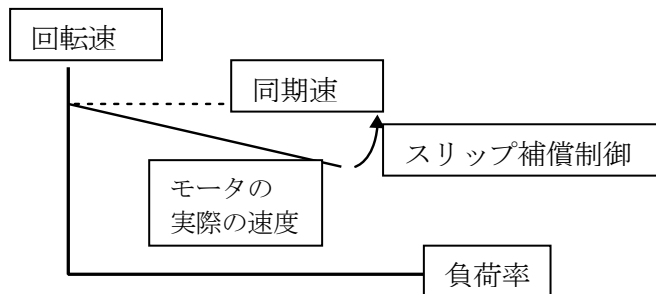 回転速
同期速
スリップ補償制御
モータの
実際の速度
負荷率